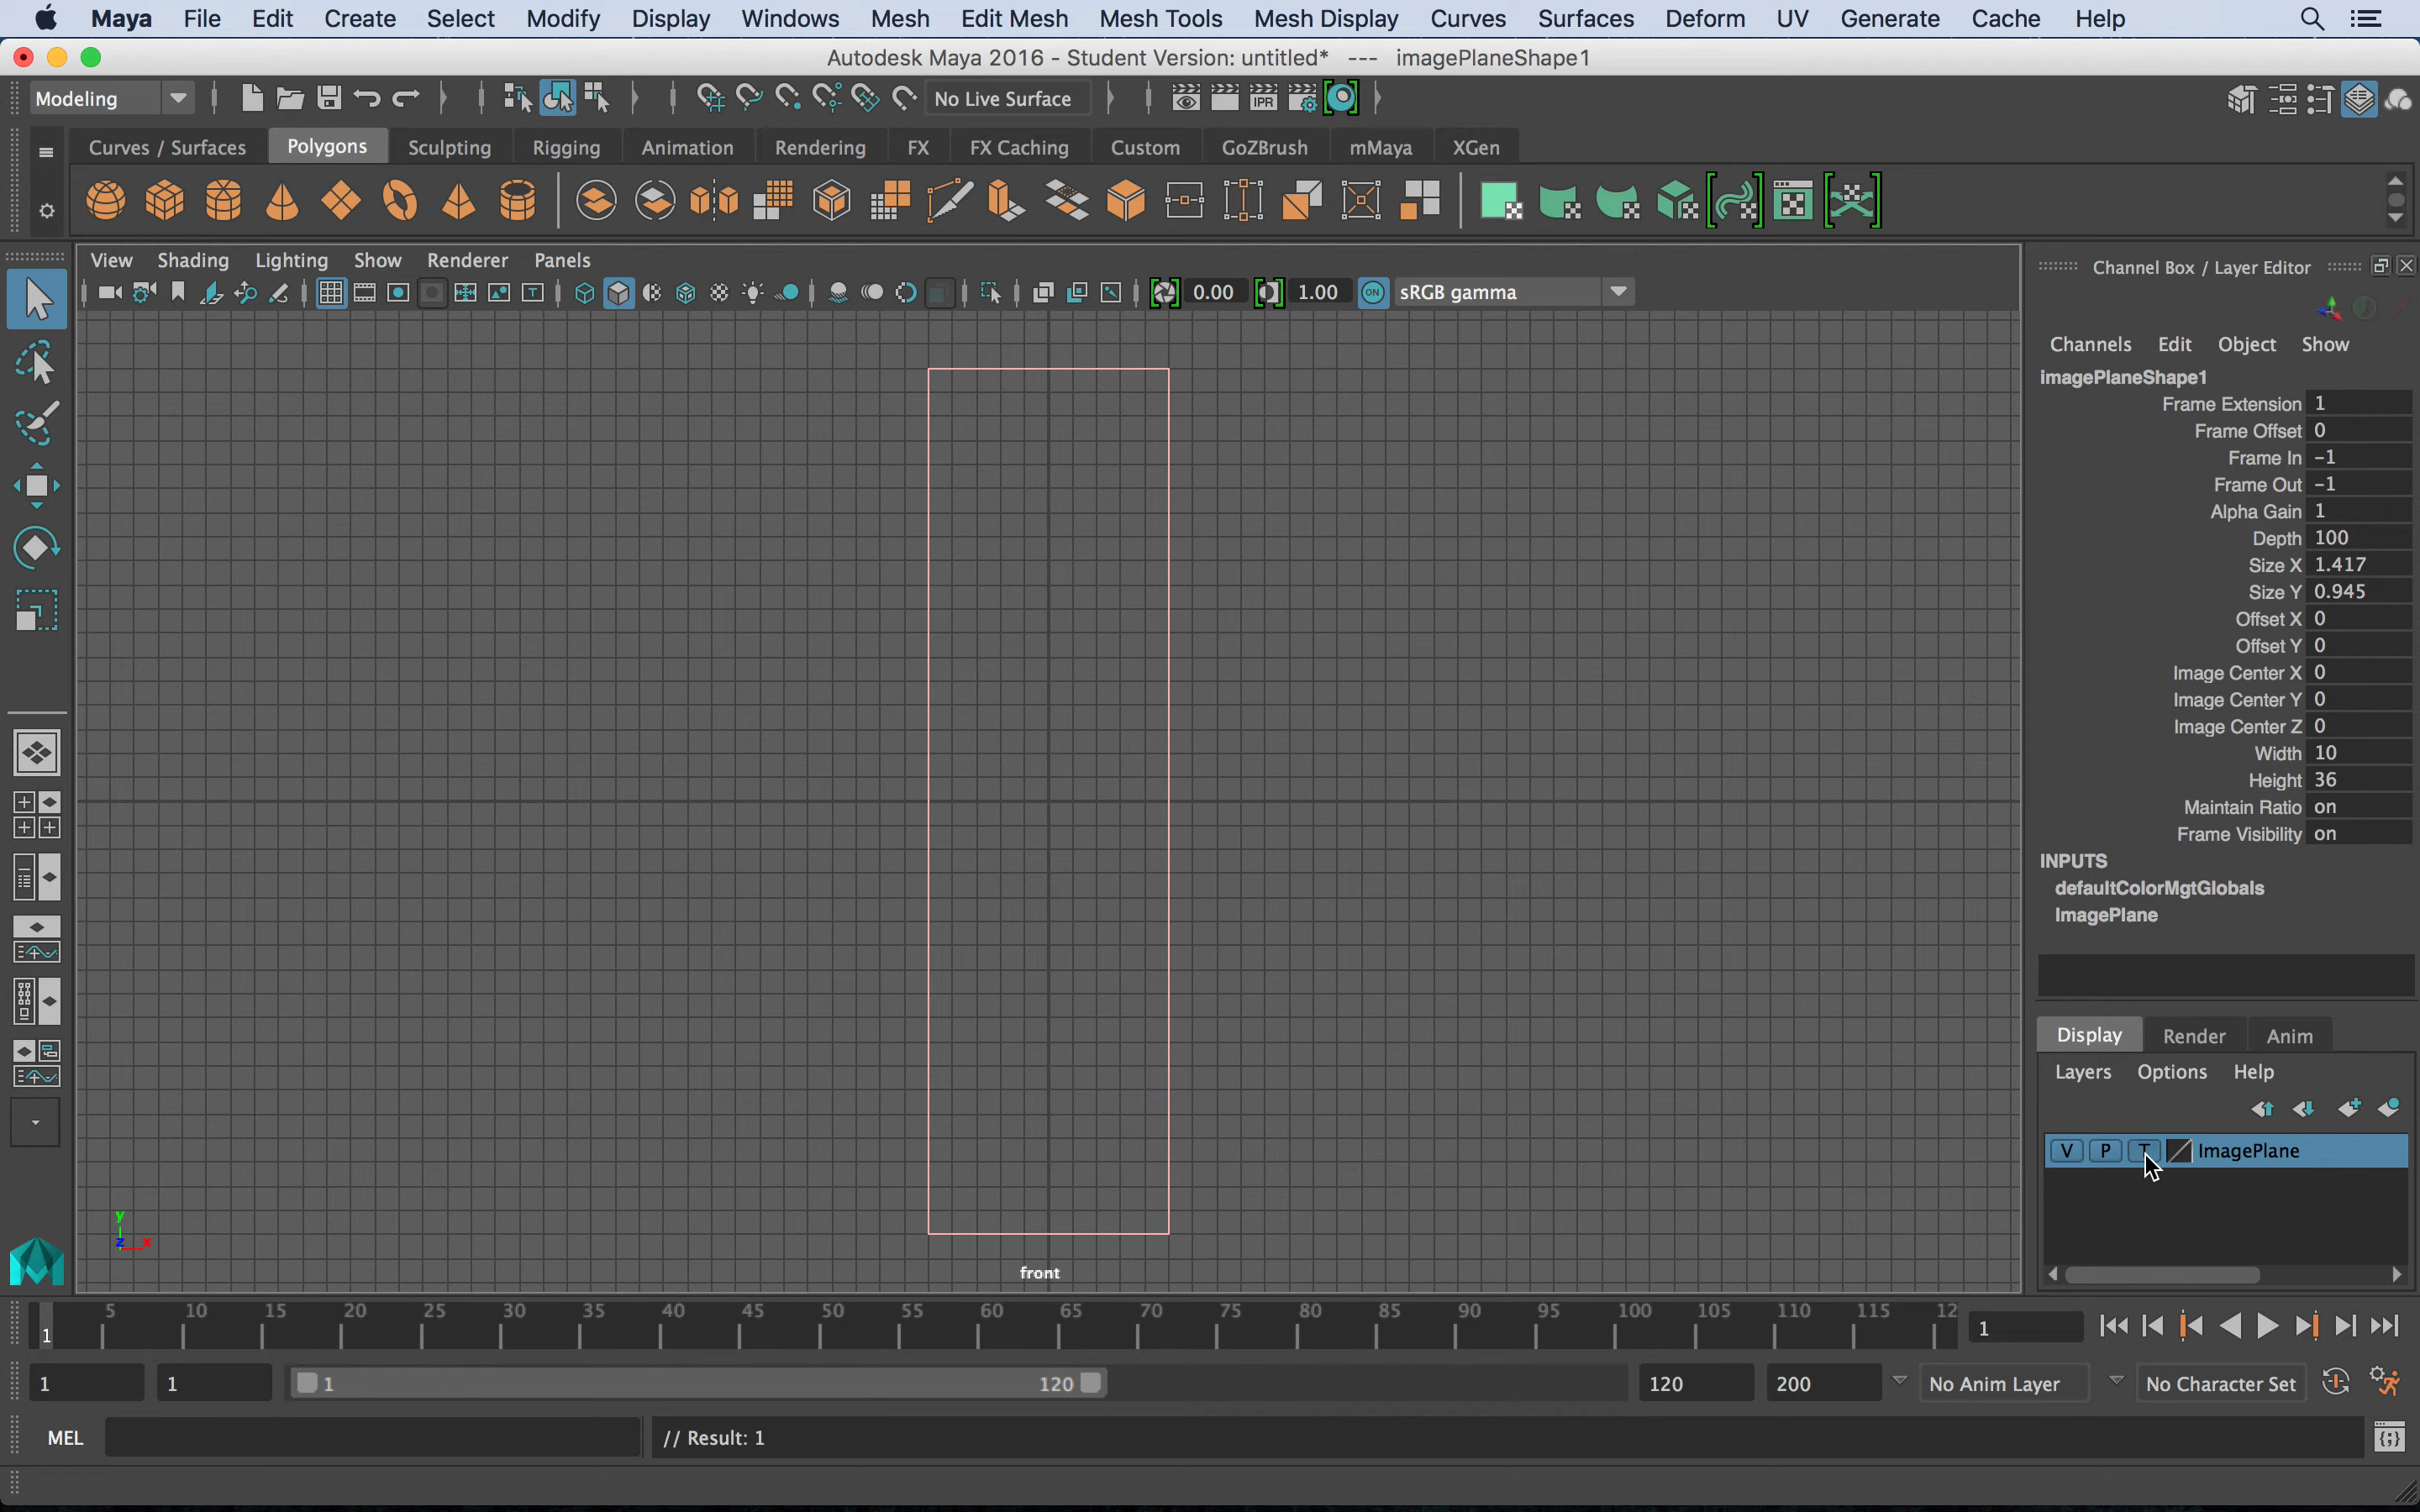 Maya File Edit Create Select Modify Display Windows Mesh Edit Mesh Mesh Tools Mesh Display Curves Surfaces Deform UV Generate Cache Help
Autodesk Maya 2016 - Student Version: untitled* --- imagePlaneShape1
Modeling
No Live Surface
IPR
Curves / Surfaces Polygons Sculpting Rigging Animation Rendering FX FX Caching Custom GoZBrush mMaya XGen
View Shading Lighting Show Renderer Panels
T
0.00 1.00 ON sRGB gamma
Channel Box / Layer Editor
Channels Edit Object Show
imagePlaneShape1
Frame Extension 1
Frame Offset 0
Frame In -1
Frame Out -1
Alpha Gain 1
Depth 100
Size X 1.417
Size Y 0.945
Offset X 0
Offset Y 0
Image Center X 0
Image Center Y 0
Image Center Z 0
Width 10
Height 36
Maintain Ratio on
Frame Visibility on
INPUTS
defaultColorMgtGlobals
ImagePlane
Display Render Anim
Layers Options Help
V P T ImagePlane
y
z x
front
5 10 15 20 25 30 35 40 45 50 55 60 65 70 75 80 85 90 95 100 105 110 115 12
1
1
1 1 1 120 120 200 No Anim Layer No Character Set
MEL // Result: 1
{;}